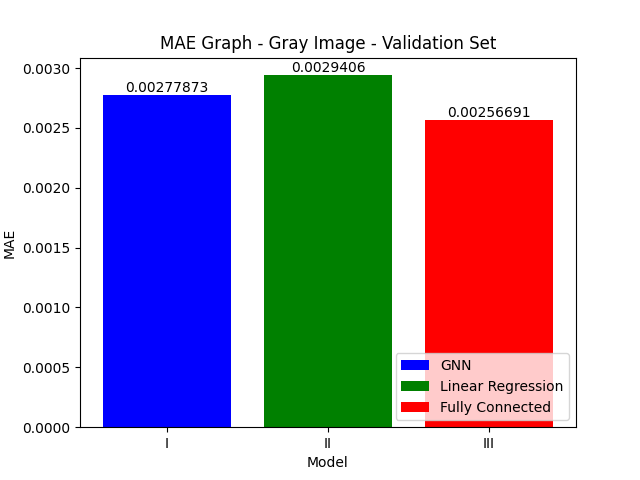 MAE Graph - Gray Image - Validation Set
0.00277873
0.0029406
0.00256691
0.0030
0.0025
0.0020
0.0015
0.0010
0.0005
0.0000
MAE
GNN
Linear Regression
Fully Connected
I
II
III
Model